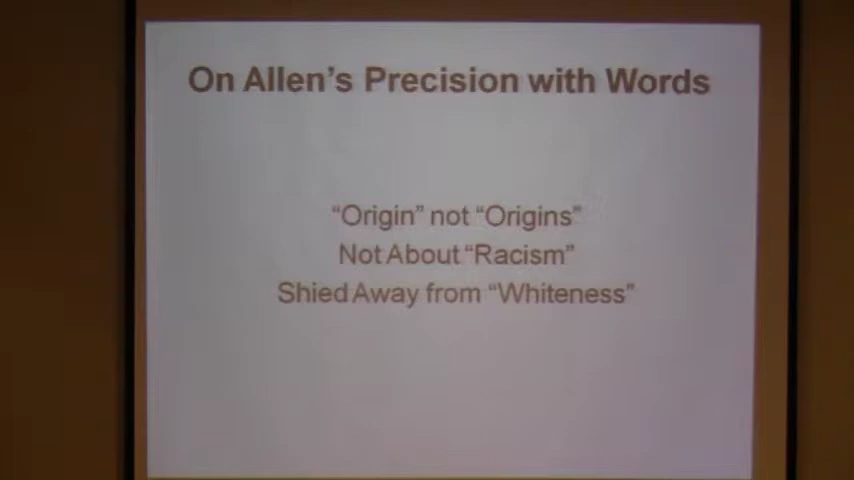 On Allen’s Precision with Words
“Origin” not “Origins”
Not About “Racism”
Shied Away from “Whiteness”